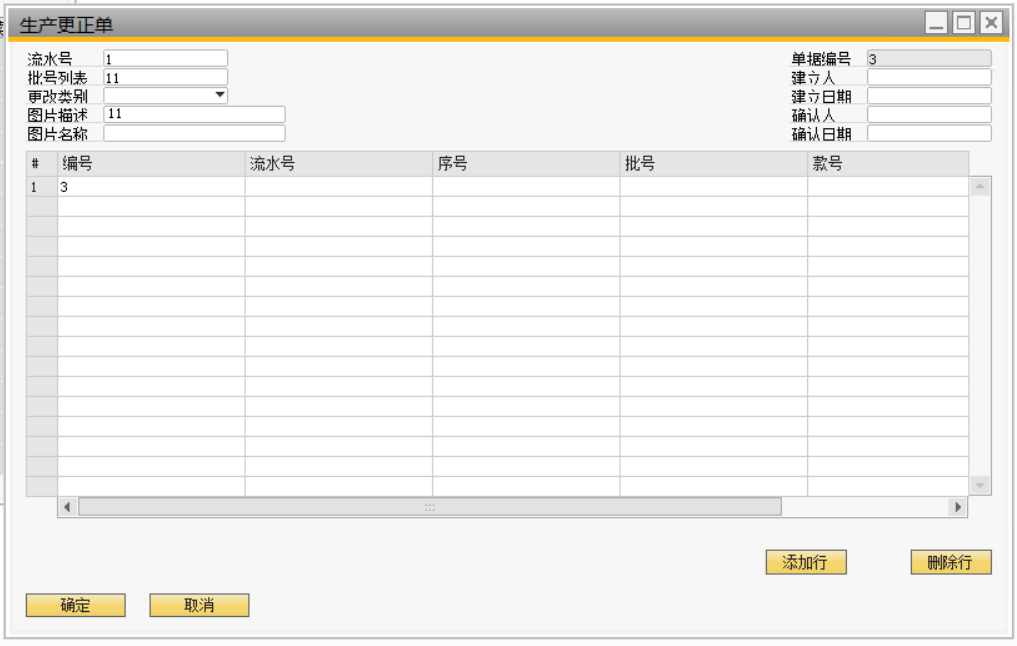 生产更正单
流水号 1 单据编号 3
批号列表 11 建立人
更改类别 建立日期
图片描述 11 确认人
图片名称 确认日期
# 编号 流水号 序号 批号 款号
1 3
添加行 删除行
确定 取消